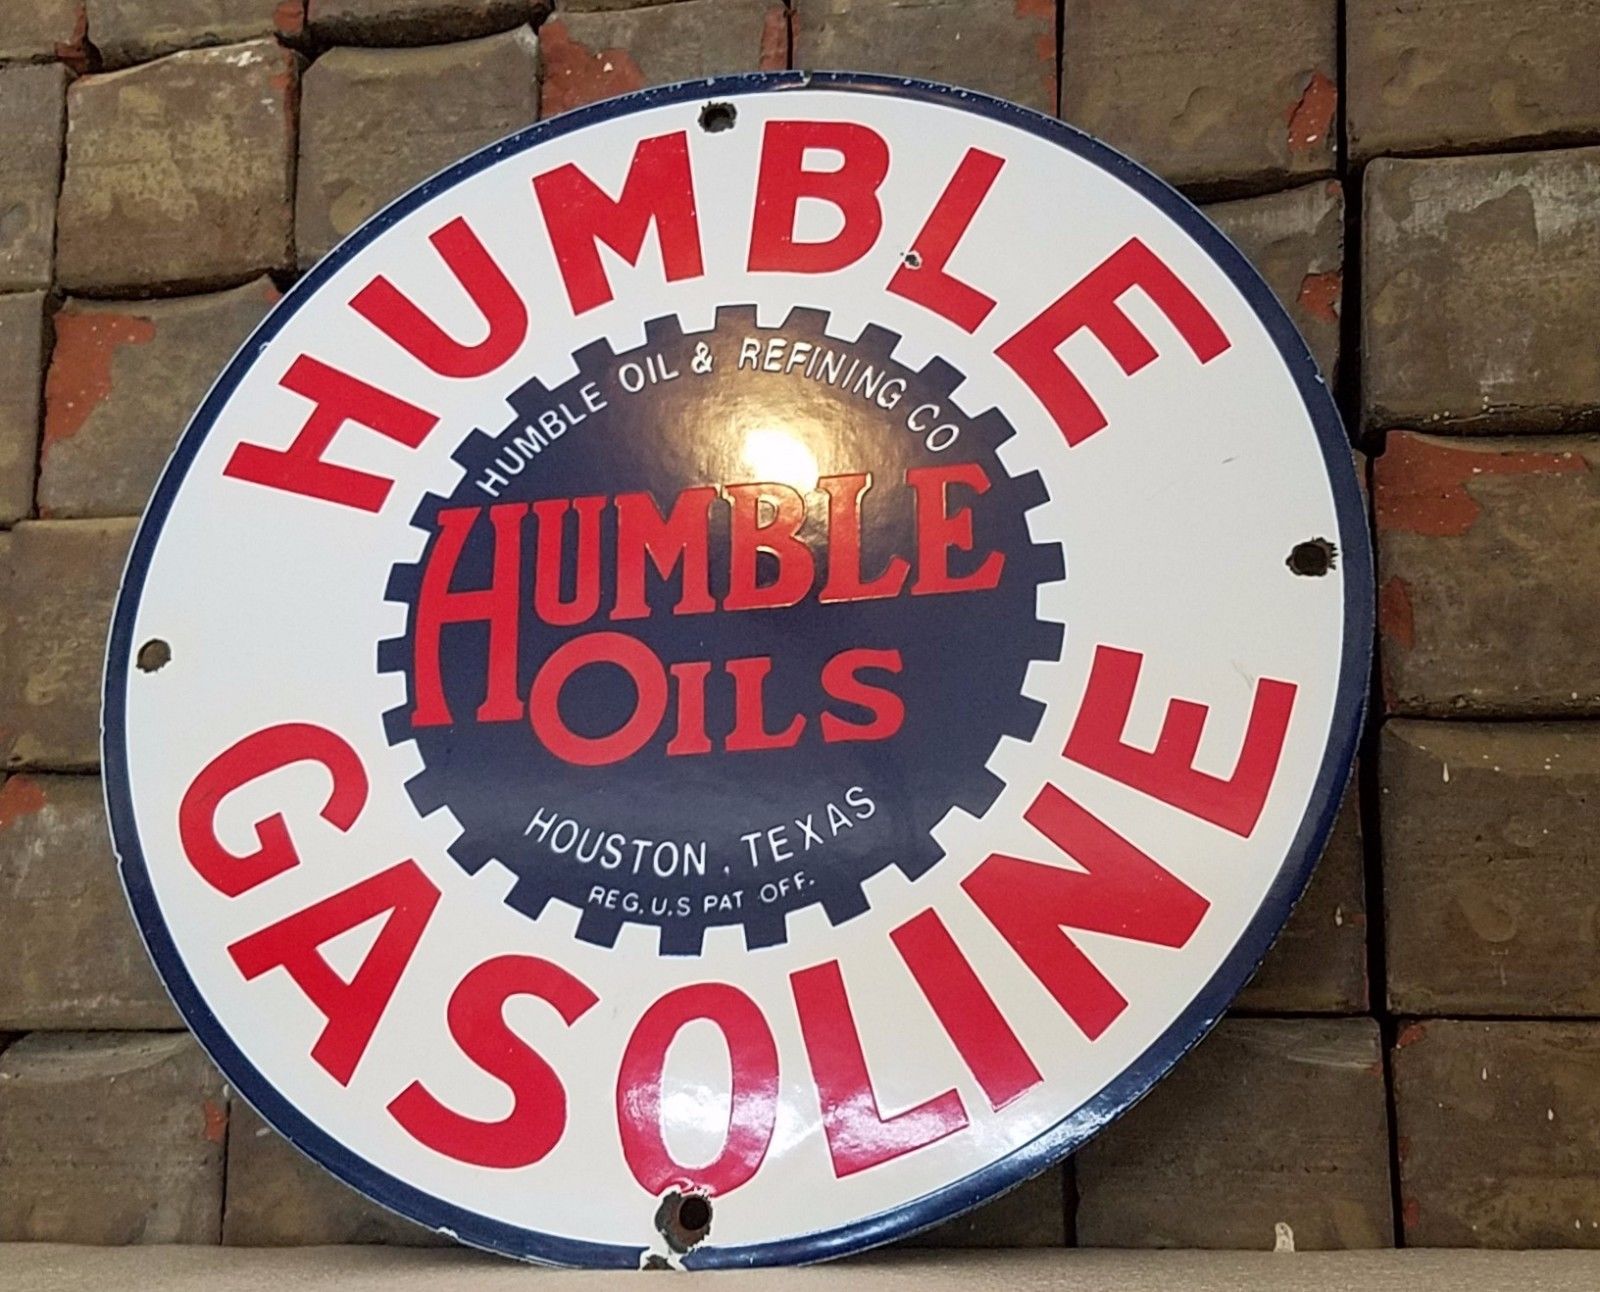 HUMBLE
HUMBLE OIL & REFINING CO
HUMBLE
OILS
HOUSTON, TEXAS
REG. U.S PAT OFF.
GASOLINE